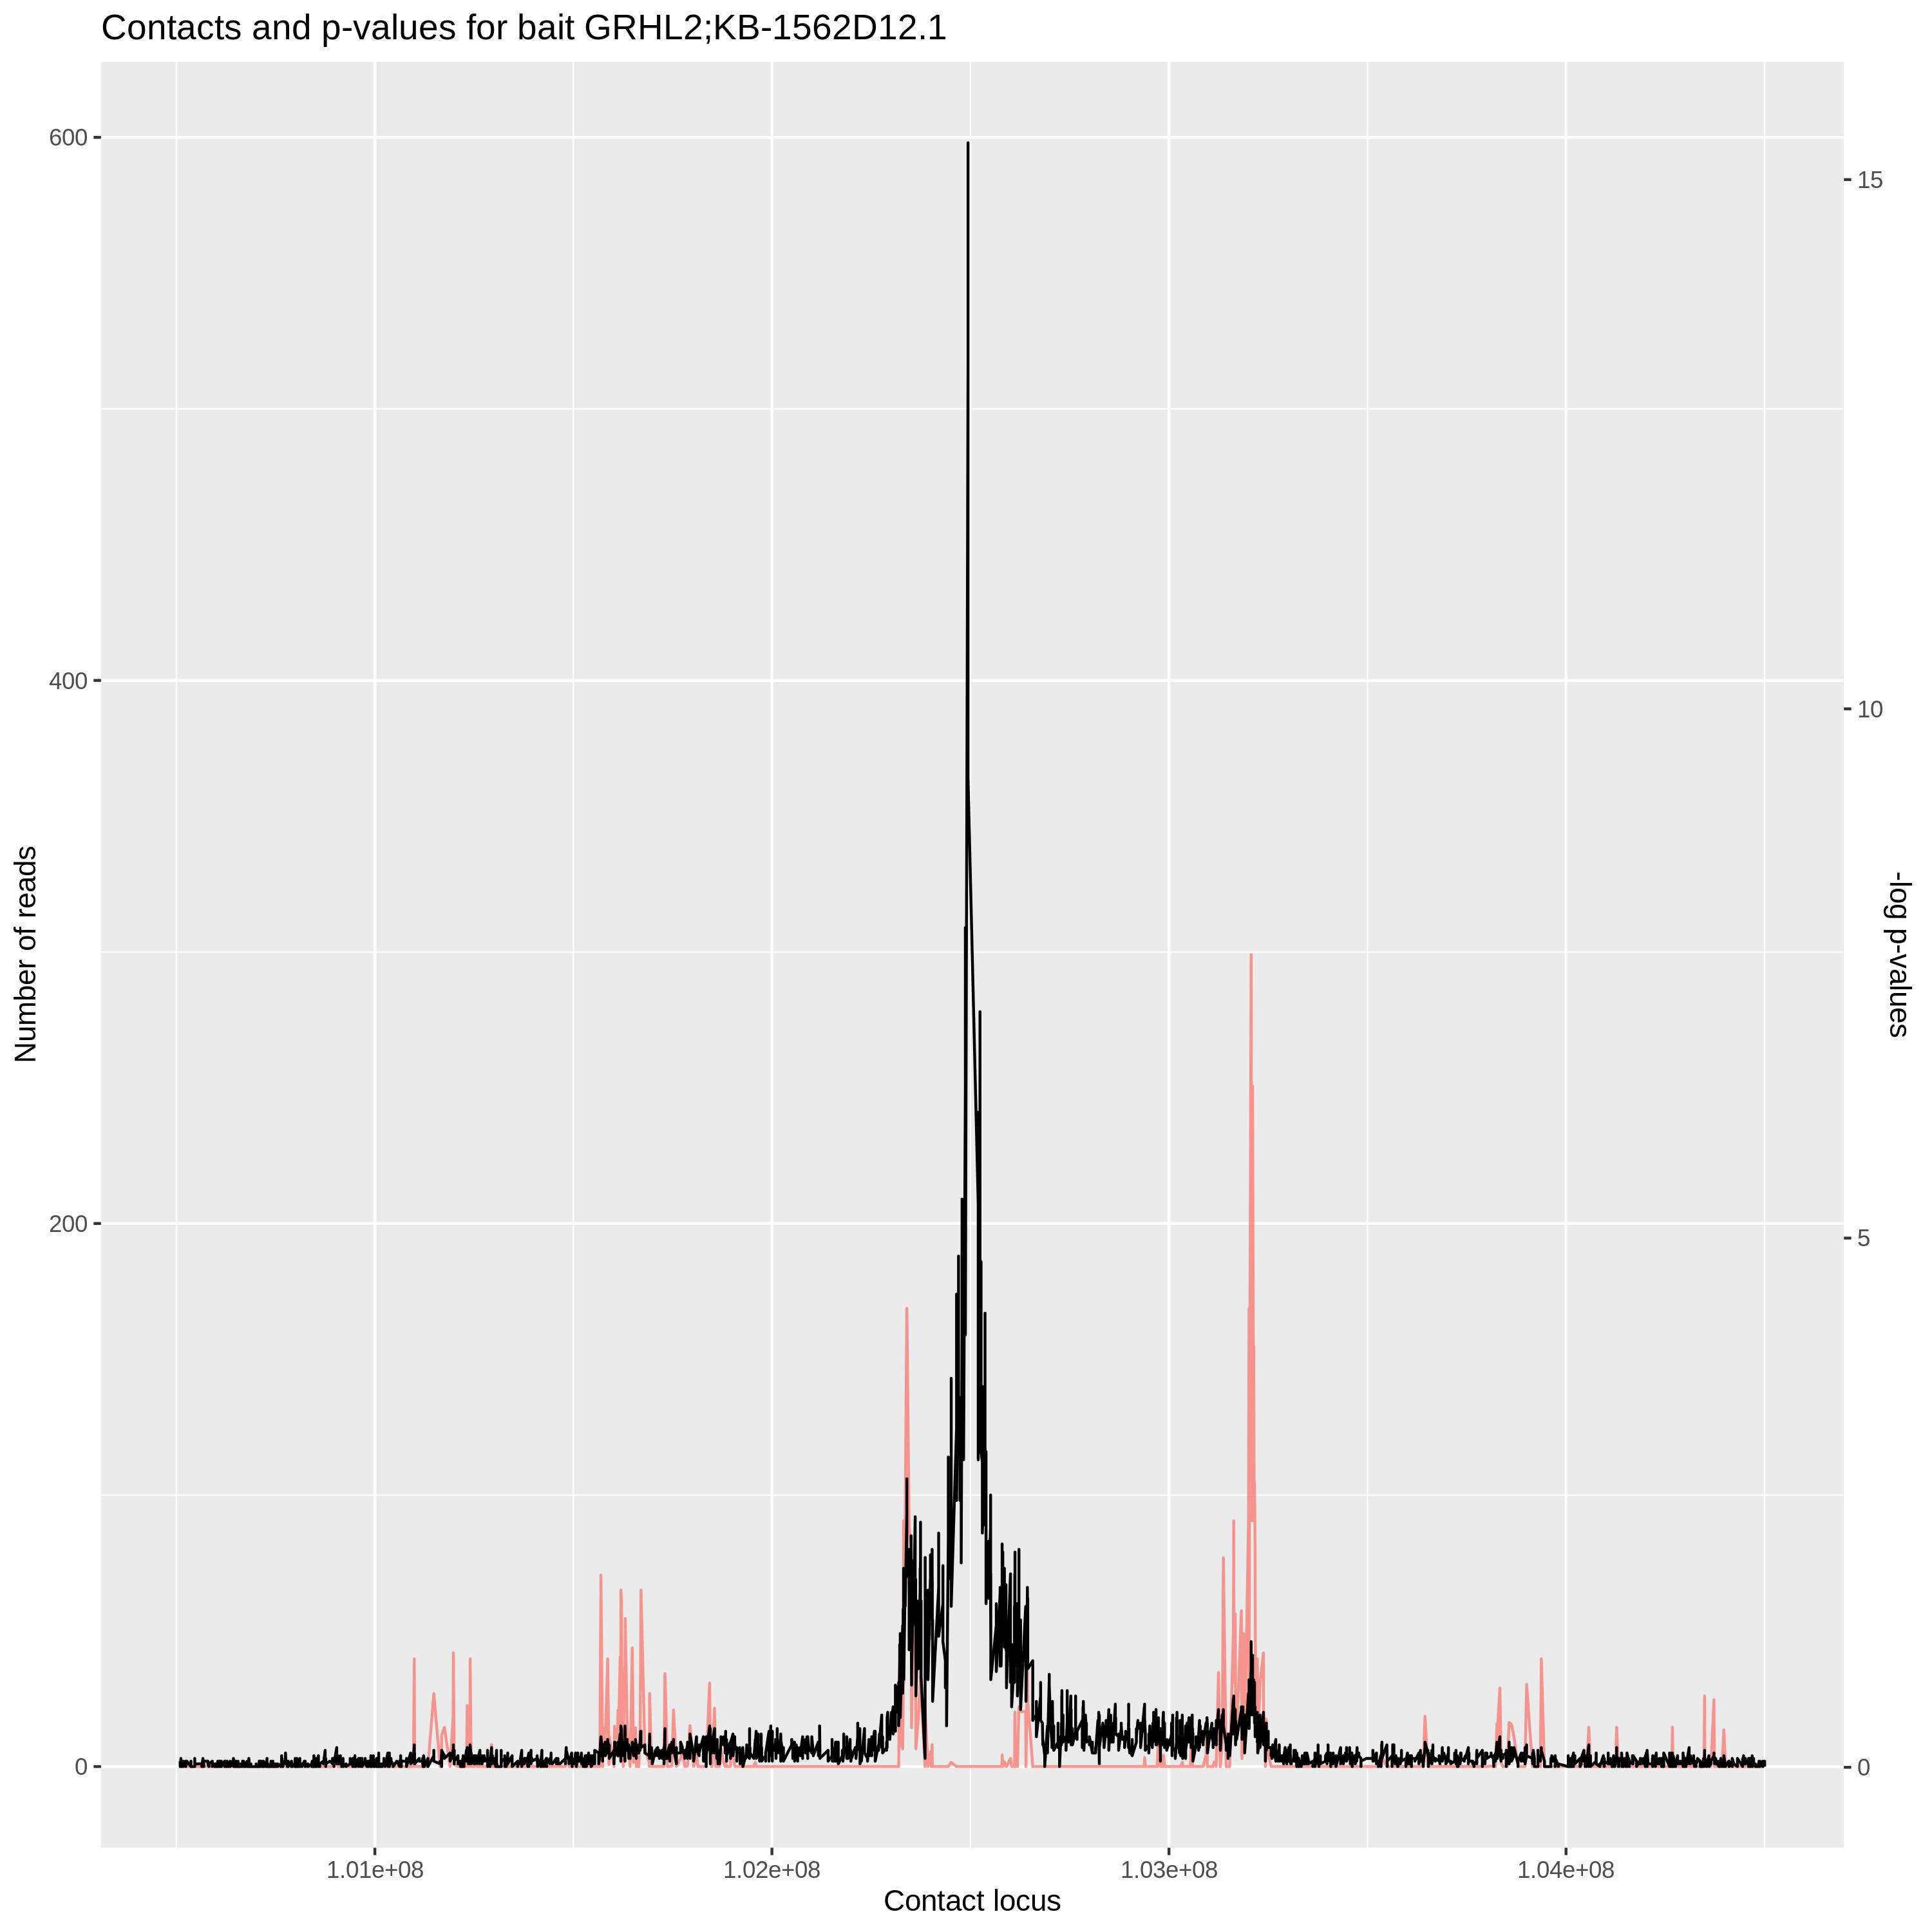 Contacts and p-values for bait GRHL2;KB-1562D12.1
600
400
200
0
Number of reads
15
10
5
0
-log p-values
1.01e+08
1.02e+08
1.03e+08
1.04e+08
Contact locus